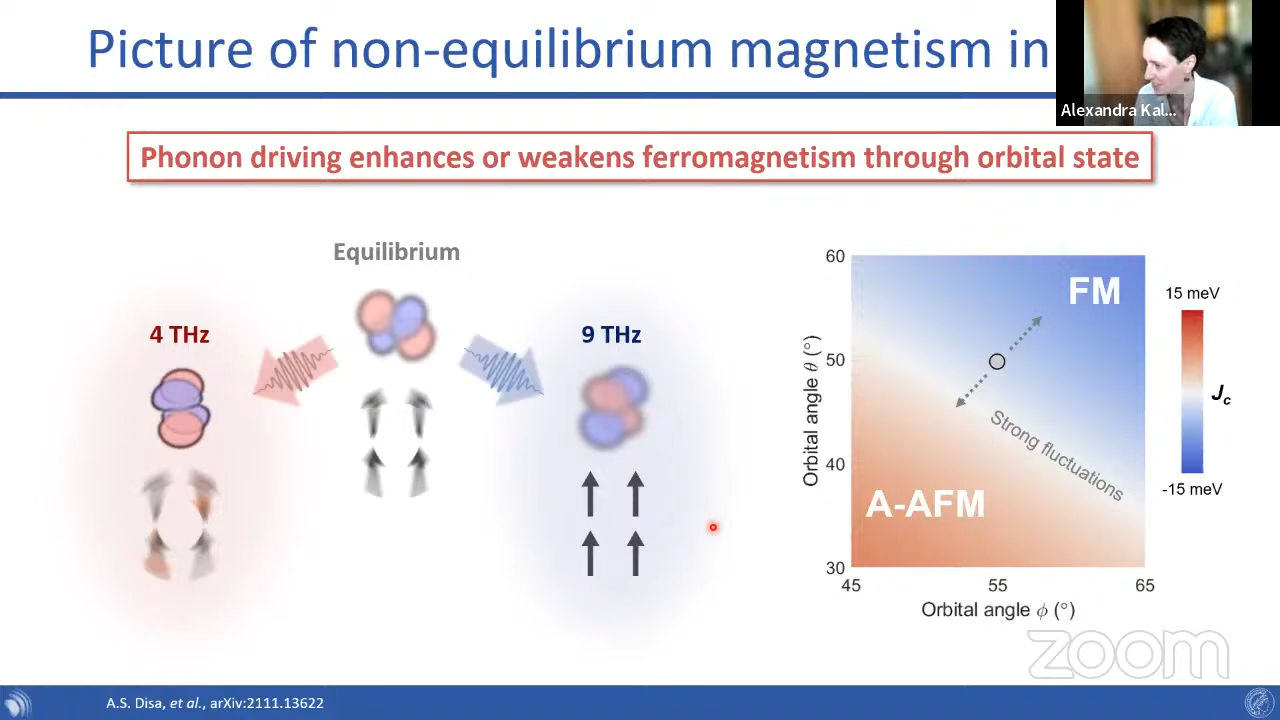 Picture of non-equilibrium magnetism in
Alexandra Kal...
Phonon driving enhances or weakens ferromagnetism through orbital state
Equilibrium
4 THz
9 THz
60
50
40
30
Orbital angle θ (°)
FM
A-AFM
Strong fluctuations
45
55
65
Orbital angle ϕ (°)
15 meV
Jc
-15 meV
zoom
A.S. Disa, et al., arXiv:2111.13622